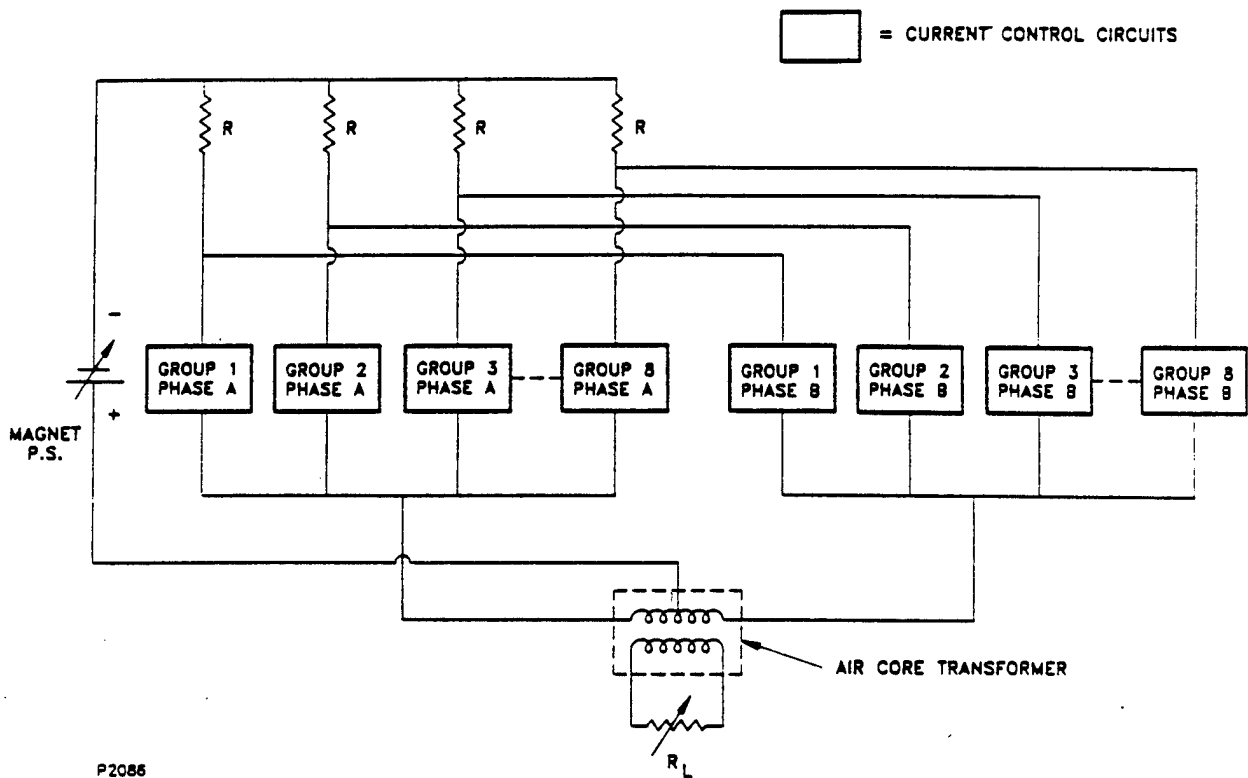 = CURRENT CONTROL CIRCUITS
R
R
R
R
-
+
MAGNET
P.S.
GROUP 1
PHASE A
GROUP 2
PHASE A
GROUP 3
PHASE A
GROUP 8
PHASE A
GROUP 1
PHASE B
GROUP 2
PHASE B
GROUP 3
PHASE B
GROUP 8
PHASE B
AIR CORE TRANSFORMER
R L
P2086